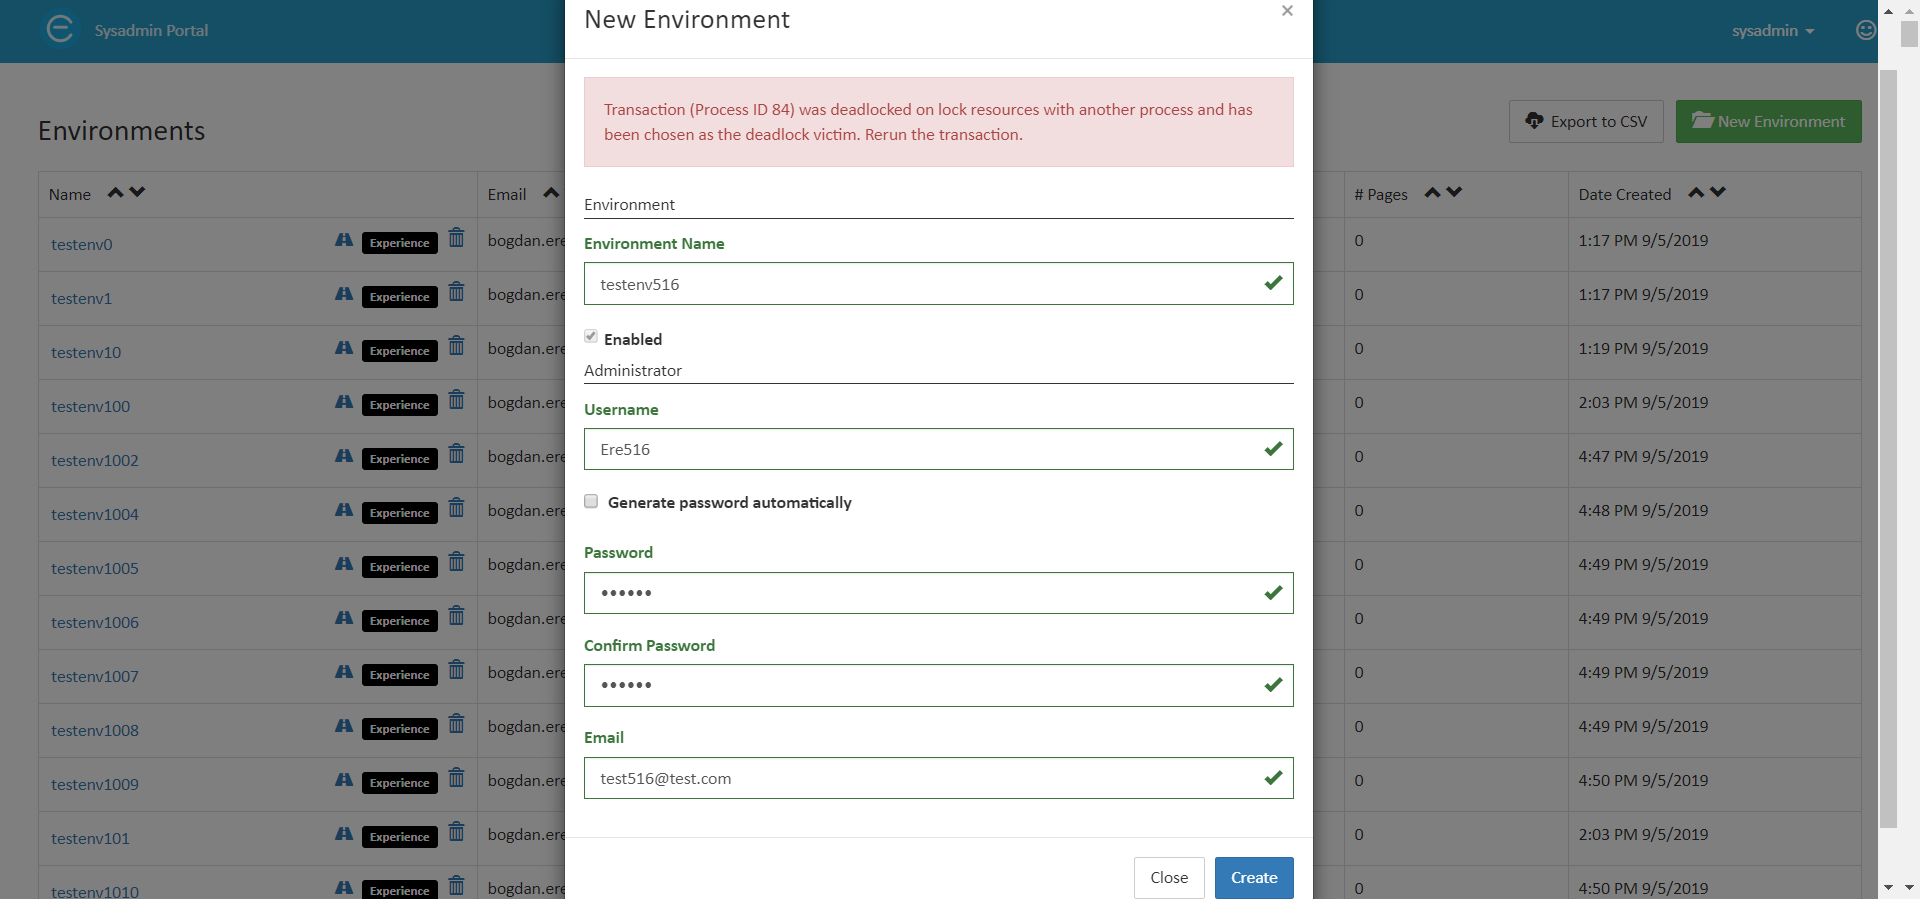 Sysadmin Portal
sysadmin
Environments
Export to CSV
New Environment
Name
Email
# Pages
Date Created
testenv0 Experience bogdan.ere 0 1:17 PM 9/5/2019
testenv1 Experience bogdan.ere 0 1:17 PM 9/5/2019
testenv10 Experience bogdan.ere 0 1:19 PM 9/5/2019
testenv100 Experience bogdan.ere 0 2:03 PM 9/5/2019
testenv1002 Experience bogdan.ere 0 4:47 PM 9/5/2019
testenv1004 Experience bogdan.ere 0 4:48 PM 9/5/2019
testenv1005 Experience bogdan.ere 0 4:49 PM 9/5/2019
testenv1006 Experience bogdan.ere 0 4:49 PM 9/5/2019
testenv1007 Experience bogdan.ere 0 4:49 PM 9/5/2019
testenv1008 Experience bogdan.ere 0 4:49 PM 9/5/2019
testenv1009 Experience bogdan.ere 0 4:50 PM 9/5/2019
testenv101 Experience bogdan.ere 0 2:03 PM 9/5/2019
testenv1010 Experience bogdan.ere 0 4:50 PM 9/5/2019
New Environment
×
Transaction (Process ID 84) was deadlocked on lock resources with another process and has
been chosen as the deadlock victim. Rerun the transaction.
Environment
Environment Name
testenv516
Enabled
Administrator
Username
Ere516
Generate password automatically
Password
••••••
Confirm Password
••••••
Email
test516@test.com
Close
Create